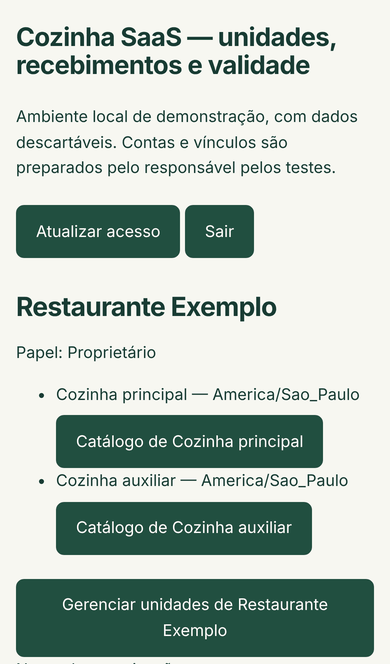 Cozinha SaaS — unidades,
recebimentos e validade
Ambiente local de demonstração, com dados
descartáveis. Contas e vínculos são
preparados pelo responsável pelos testes.
Atualizar acesso Sair
Restaurante Exemplo
Papel: Proprietário
• Cozinha principal — America/Sao_Paulo
Catálogo de Cozinha principal
• Cozinha auxiliar — America/Sao_Paulo
Catálogo de Cozinha auxiliar
Gerenciar unidades de Restaurante
Exemplo